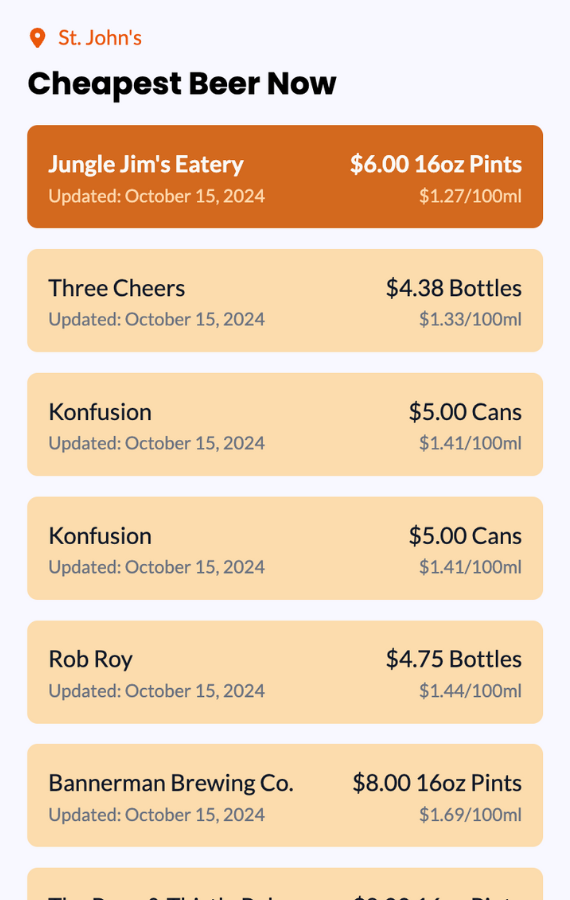 St. John's
Cheapest Beer Now
Jungle Jim's Eatery $6.00 16oz Pints
Updated: October 15, 2024 $1.27/100ml
Three Cheers $4.38 Bottles
Updated: October 15, 2024 $1.33/100ml
Konfusion $5.00 Cans
Updated: October 15, 2024 $1.41/100ml
Konfusion $5.00 Cans
Updated: October 15, 2024 $1.41/100ml
Rob Roy $4.75 Bottles
Updated: October 15, 2024 $1.44/100ml
Bannerman Brewing Co. $8.00 16oz Pints
Updated: October 15, 2024 $1.69/100ml